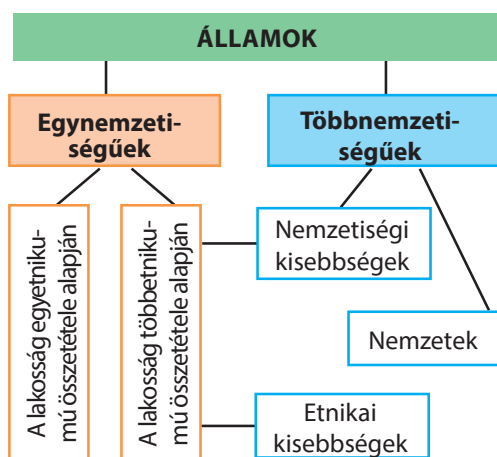 ÁLLAMOK
Egynemzeti-
ségűek
Többnemzeti-
ségűek
A lakosság egyetniku-
mú összetétele alapján
A lakosság többetniku-
mú összetétele alapján
Nemzetiségi
kisebbségek
Nemzetek
Etnikai
kisebbségek